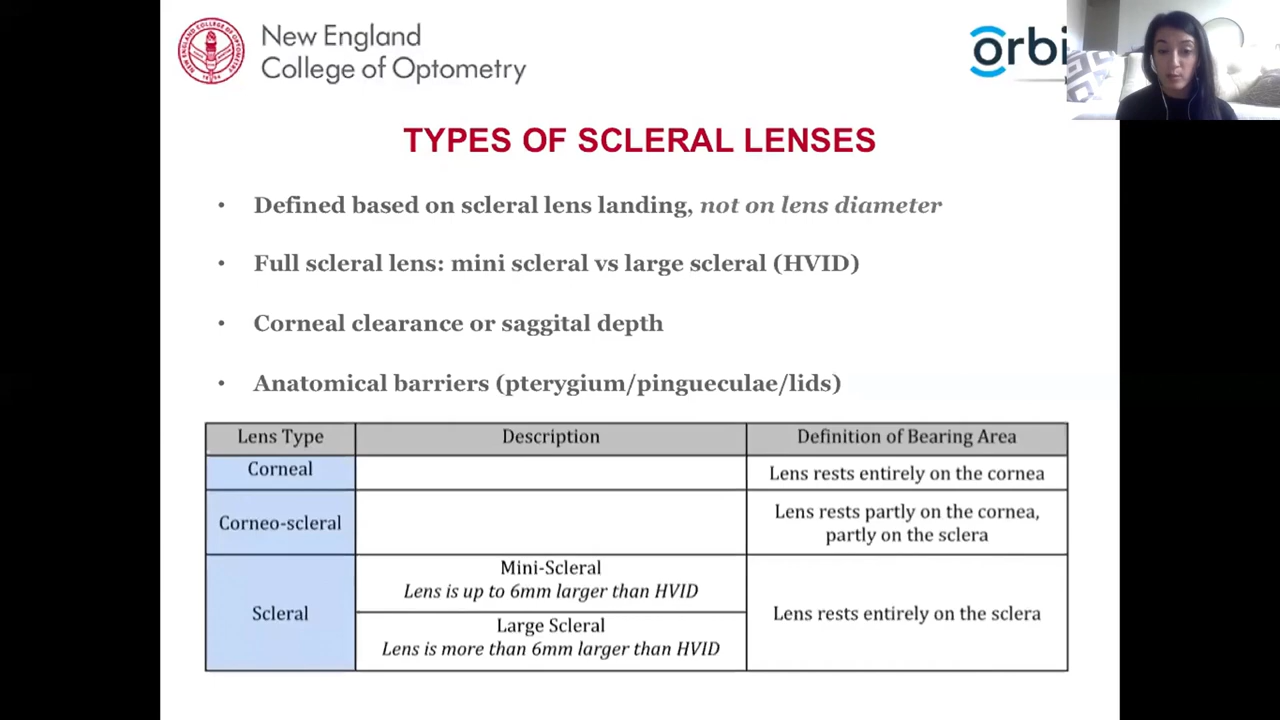 New England
College of Optometry
orbi
TYPES OF SCLERAL LENSES
• Defined based on scleral lens landing, not on lens diameter
• Full scleral lens: mini scleral vs large scleral (HVID)
• Corneal clearance or saggital depth
• Anatomical barriers (pterygium/pingueculae/lids)
Lens Type Description Definition of Bearing Area
Corneal Lens rests entirely on the cornea
Corneo-scleral Lens rests partly on the cornea,
partly on the sclera
Scleral
Mini-Scleral
Lens is up to 6mm larger than HVID
Large Scleral
Lens is more than 6mm larger than HVID
Lens rests entirely on the sclera